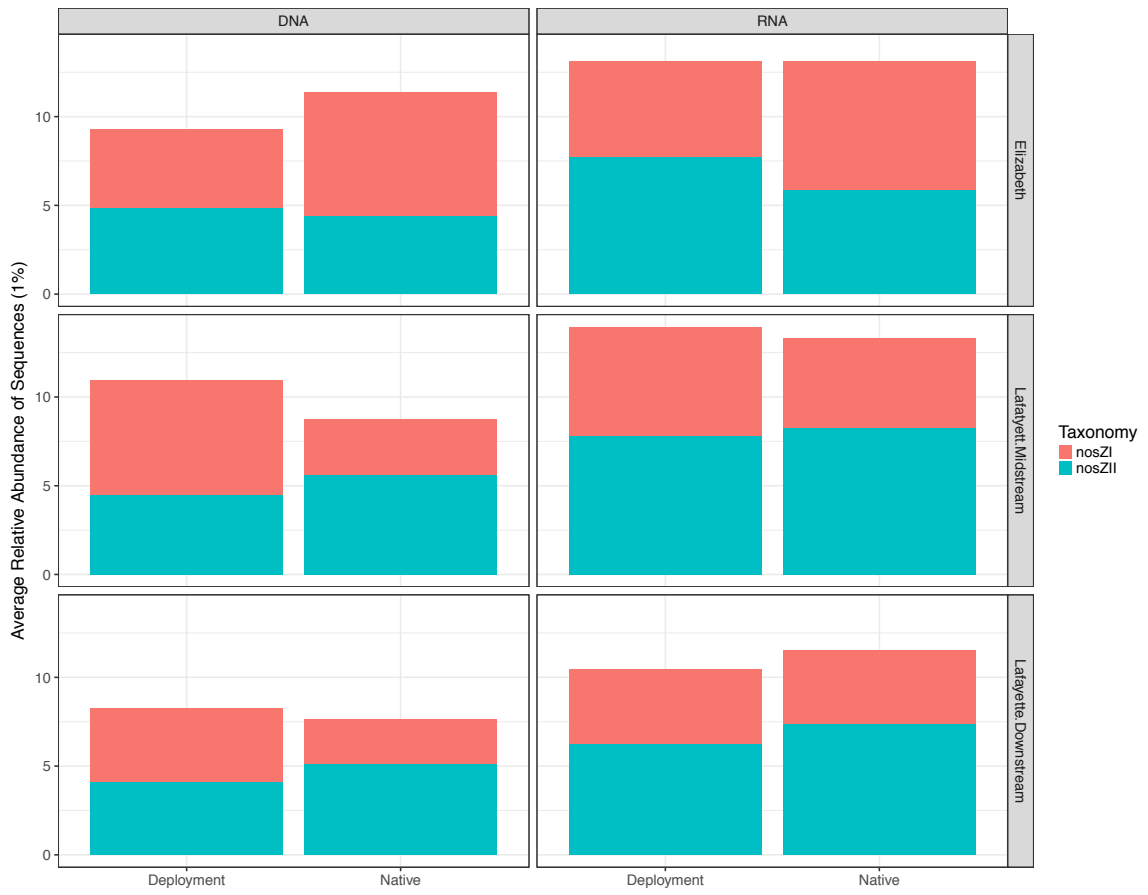 DNA
RNA
Average Relative Abundance of Sequences (1%)
10
5
0
Elizabeth
10
5
0
Lafatyett.Midstream
10
5
0
Lafayette.Downstream
Deployment
Native
Deployment
Native
Taxonomy
nosZI
nosZII